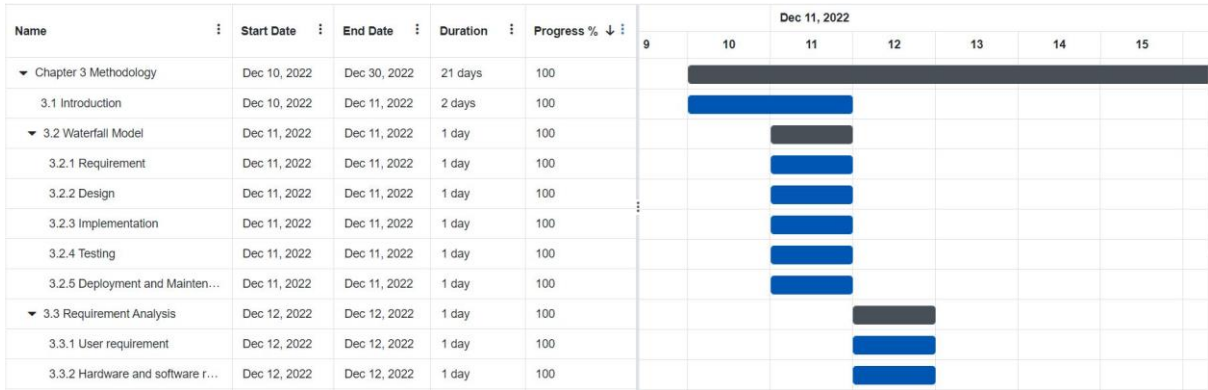 Dec 11, 2022
Name Start Date End Date Duration Progress %
9 10 11 12 13 14 15
Chapter 3 Methodology Dec 10, 2022 Dec 30, 2022 21 days 100
3.1 Introduction Dec 10, 2022 Dec 11, 2022 2 days 100
3.2 Waterfall Model Dec 11, 2022 Dec 11, 2022 1 day 100
3.2.1 Requirement Dec 11, 2022 Dec 11, 2022 1 day 100
3.2.2 Design Dec 11, 2022 Dec 11, 2022 1 day 100
3.2.3 Implementation Dec 11, 2022 Dec 11, 2022 1 day 100
3.2.4 Testing Dec 11, 2022 Dec 11, 2022 1 day 100
3.2.5 Deployment and Mainten... Dec 11, 2022 Dec 11, 2022 1 day 100
3.3 Requirement Analysis Dec 12, 2022 Dec 12, 2022 1 day 100
3.3.1 User requirement Dec 12, 2022 Dec 12, 2022 1 day 100
3.3.2 Hardware and software r... Dec 12, 2022 Dec 12, 2022 1 day 100